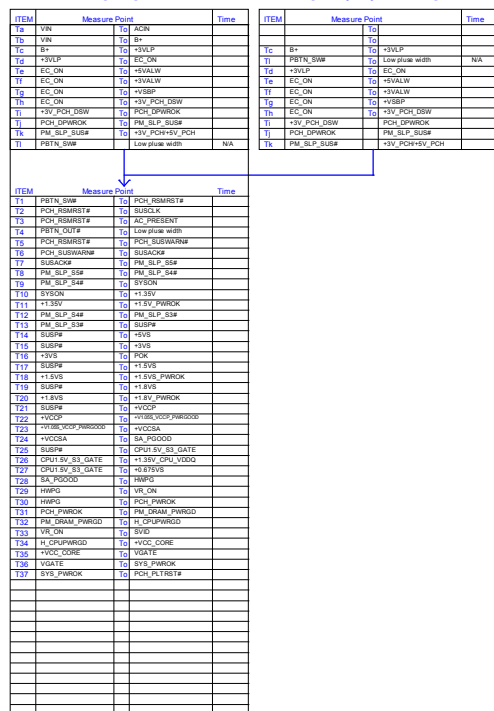 ITEM Measure Point Time
Ta VIN To ACIN
Tb VIN To B+
Tc B+ To +3VLP
Td +3VLP To EC_ON
Te EC_ON To +5VALW
Tf EC_ON To +3VALW
Tg EC_ON To +VSBP
Th EC_ON To +3V_PCH_DSW
Ti +3V_PCH_DSW To PCH_DPWROK
Tj PCH_DPWROK To PM_SLP_SUS#
Tk PM_SLP_SUS# To +3V_PCH/+5V_PCH
Tl PBTN_SW# Low pluse width N/A
ITEM Measure Point Time
To
To
Tc B+ To +3VLP
Tl PBTN_SW# To Low pluse width N/A
Td +3VLP To EC_ON
Te EC_ON To +5VALW
Tf EC_ON To +3VALW
Tg EC_ON To +VSBP
Th EC_ON To +3V_PCH_DSW
Ti +3V_PCH_DSW PCH_DPWROK
Tj PCH_DPWROK PM_SLP_SUS#
Tk PM_SLP_SUS# To +3V_PCH/+5V_PCH
ITEM Measure Point Time
T1 PBTN_SW# To PCH_RSMRST#
T2 PCH_RSMRST# To SUSCLK
T3 PCH_RSMRST# To AC_PRESENT
T4 PBTN_OUT# To Low pluse width
T5 PCH_RSMRST# To PCH_SUSWARN#
T6 PCH_SUSWARN# To SUSACK#
T7 SUSACK# To PM_SLP_S5#
T8 PM_SLP_S5# To PM_SLP_S4#
T9 PM_SLP_S4# To SYSON
T10 SYSON To +1.35V
T11 +1.35V To +1.5V_PWROK
T12 PM_SLP_S4# To PM_SLP_S3#
T13 PM_SLP_S3# To SUSP#
T14 SUSP# To +5VS
T15 SUSP# To +3VS
T16 +3VS To POK
T17 SUSP# To +1.5VS
T18 +1.5VS To +1.5VS_PWROK
T19 SUSP# To +1.8VS
T20 +1.8VS To +1.8V_PWROK
T21 SUSP# To +VCCP
T22 +VCCP To +V1.05S_VCCP_PWRGOOD
T23 +V1.05S_VCCP_PWRGOOD To +VCCSA
T24 +VCCSA To SA_PGOOD
T25 SUSP# To CPU1.5V_S3_GATE
T26 CPU1.5V_S3_GATE To +1.35V_CPU_VDDQ
T27 CPU1.5V_S3_GATE To +0.675VS
T28 SA_PGOOD To HWPG
T29 HWPG To VR_ON
T30 HWPG To PCH_PWROK
T31 PCH_PWROK To PM_DRAM_PWRGD
T32 PM_DRAM_PWRGD To H_CPUPWRGD
T33 VR_ON To SVID
T34 H_CPUPWRGD To +VCC_CORE
T35 +VCC_CORE To VGATE
T36 VGATE To SYS_PWROK
T37 SYS_PWROK To PCH_PLTRST#